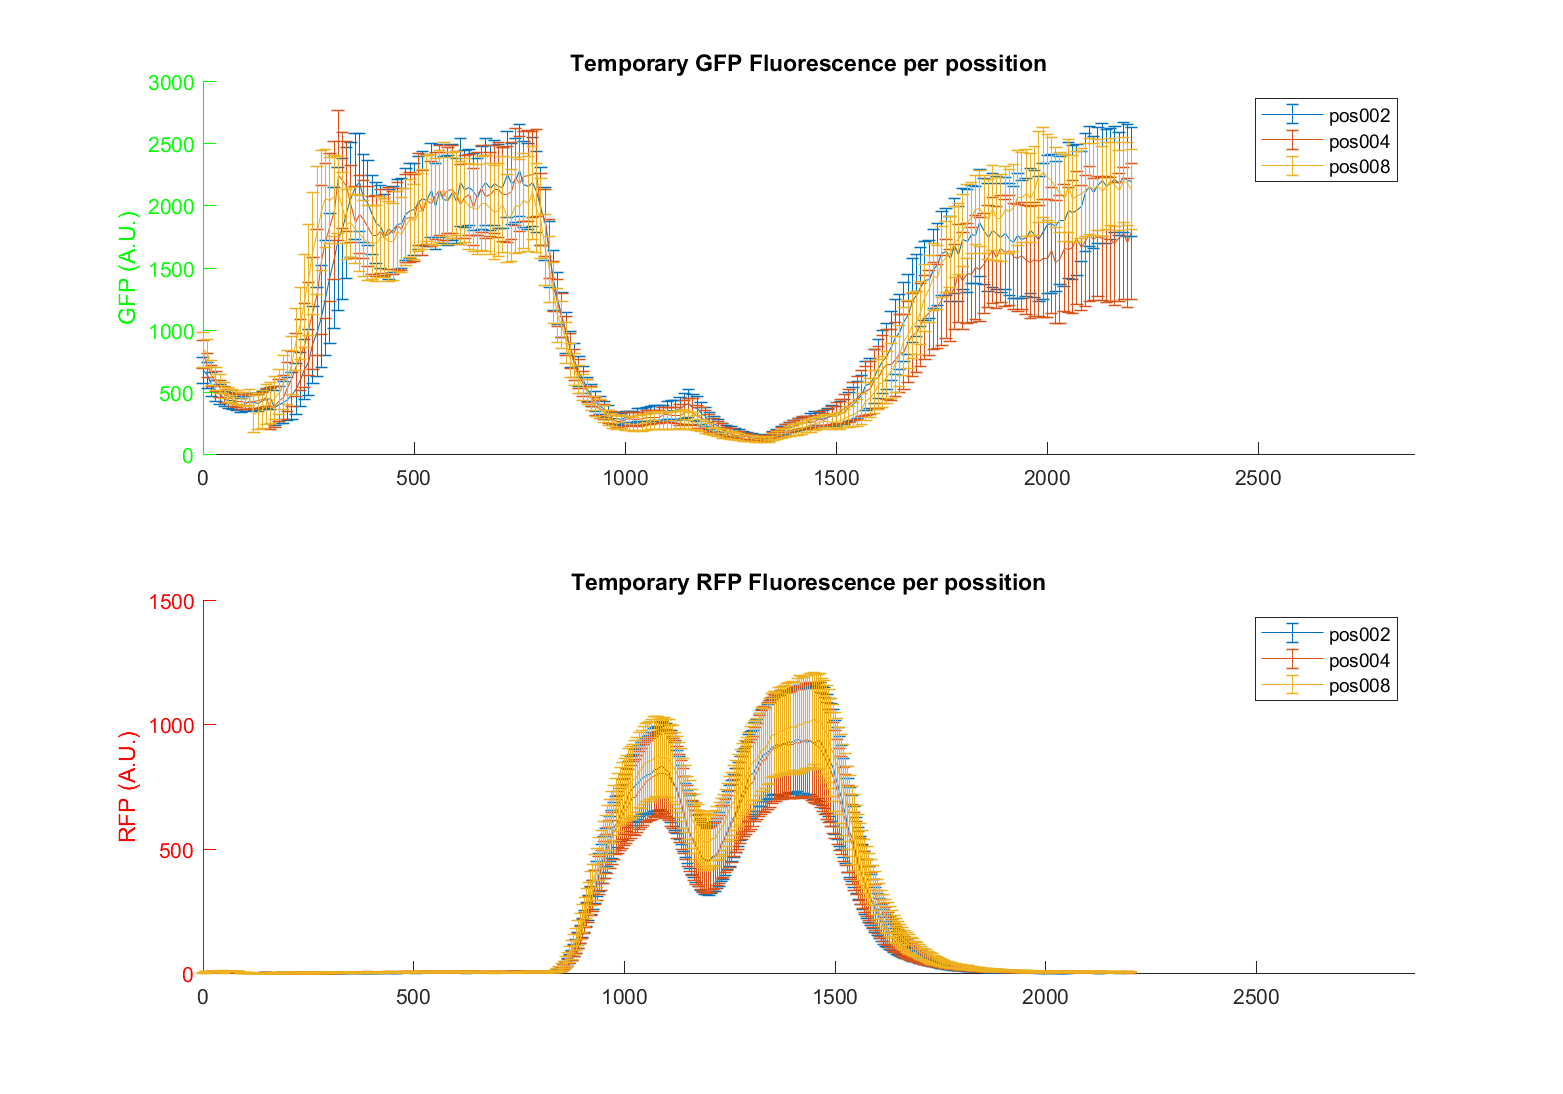 Temporary GFP Fluorescence per possition
GFP (A.U.)
3000
2500
2000
1500
1000
500
0
0 500 1000 1500 2000 2500
pos002
pos004
pos008
Temporary RFP Fluorescence per possition
RFP (A.U.)
1500
1000
500
0
0 500 1000 1500 2000 2500
pos002
pos004
pos008